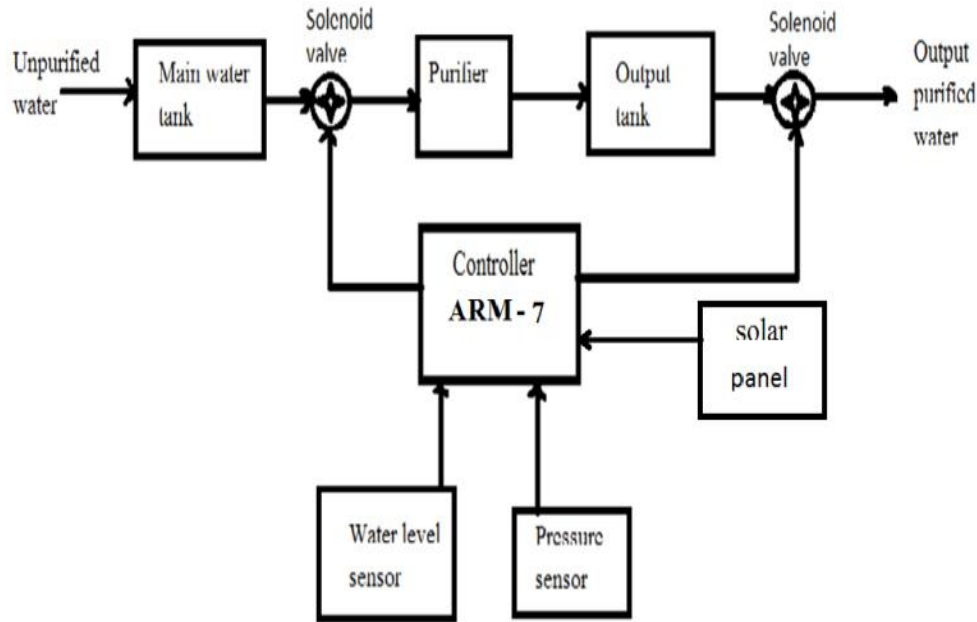 Unpurified
water
Main water
tank
Solenoid
valve
Purifier
Output
tank
Solenoid
valve
Output
purified
water
Controller
ARM - 7
solar
panel
Water level
sensor
Pressure
sensor